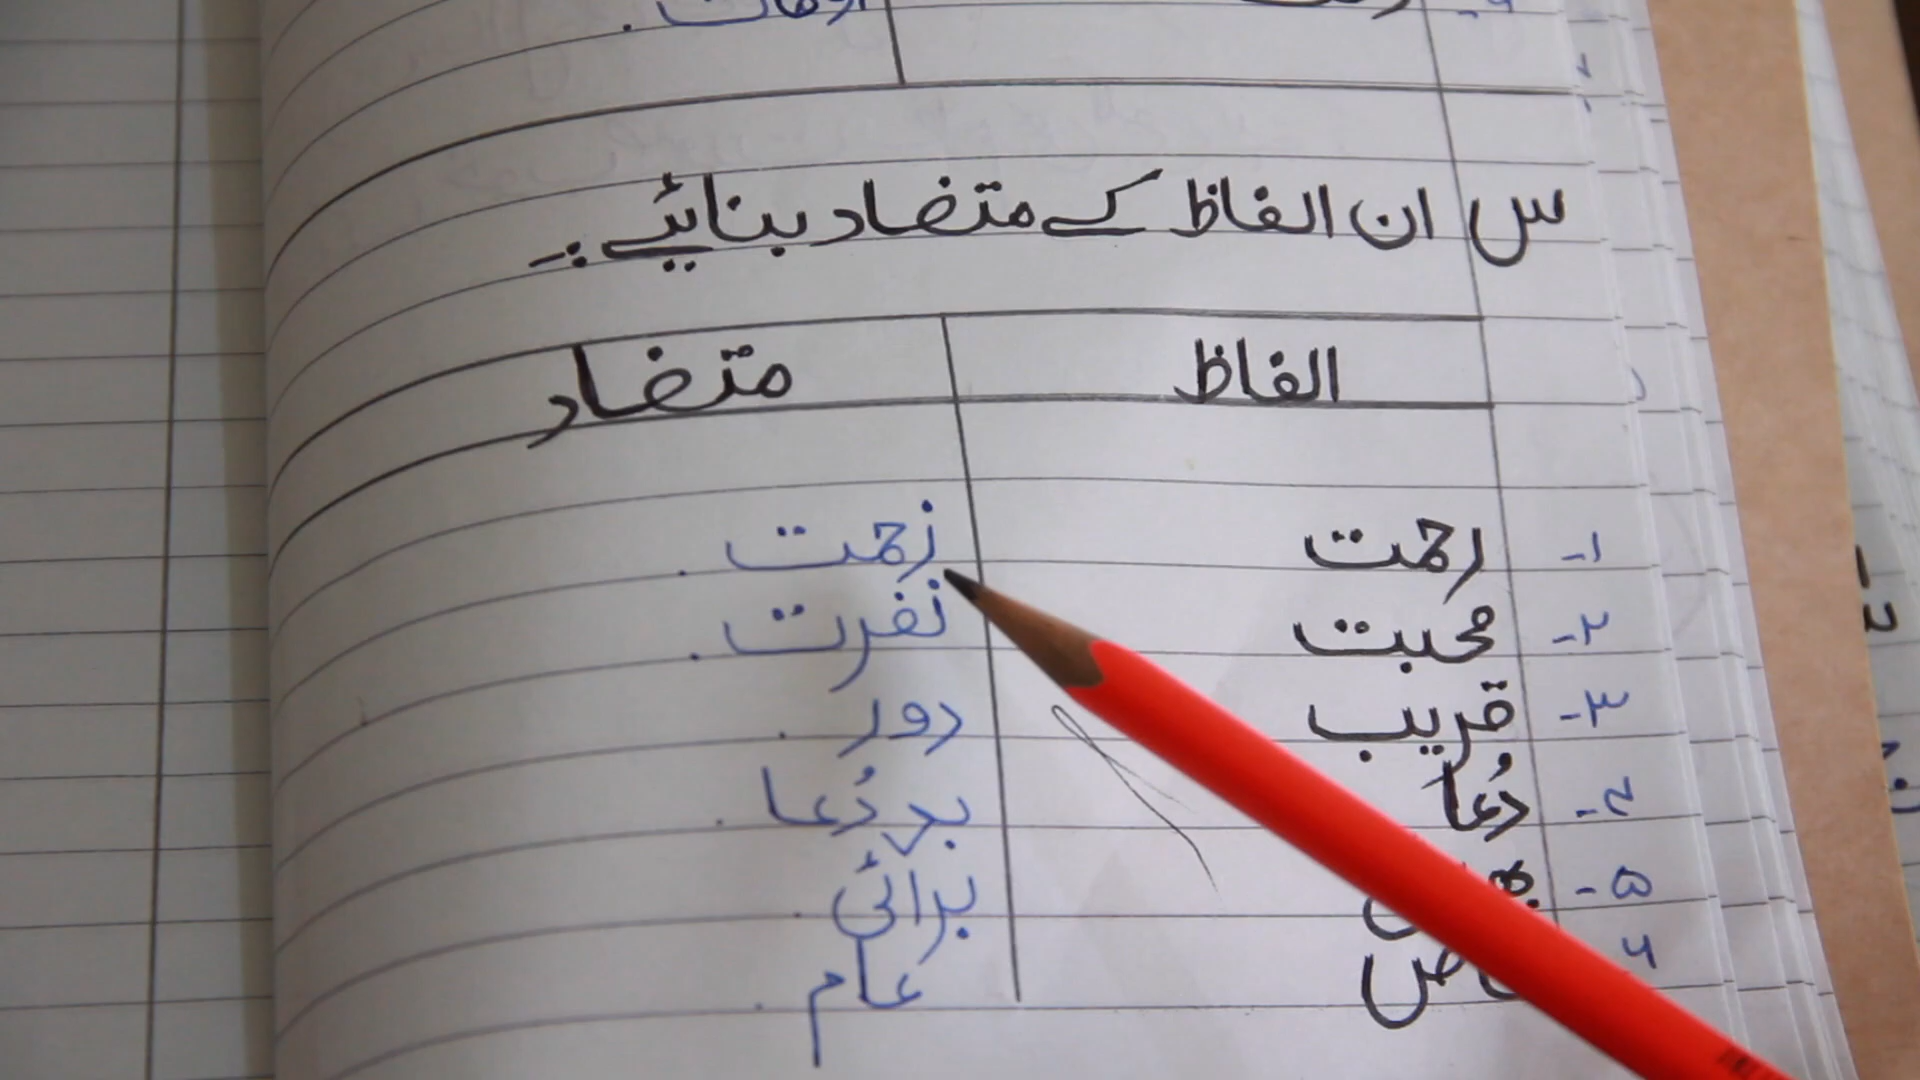 س ان الفاظ کے متضاد بنائیے:-
الفاظ متضاد
۱- رحمت زحمت .
۲- محبت نفرت .
۳- قریب دور .
۴- دُعا بد دُعا .
۵- برائی .
۶ عام .